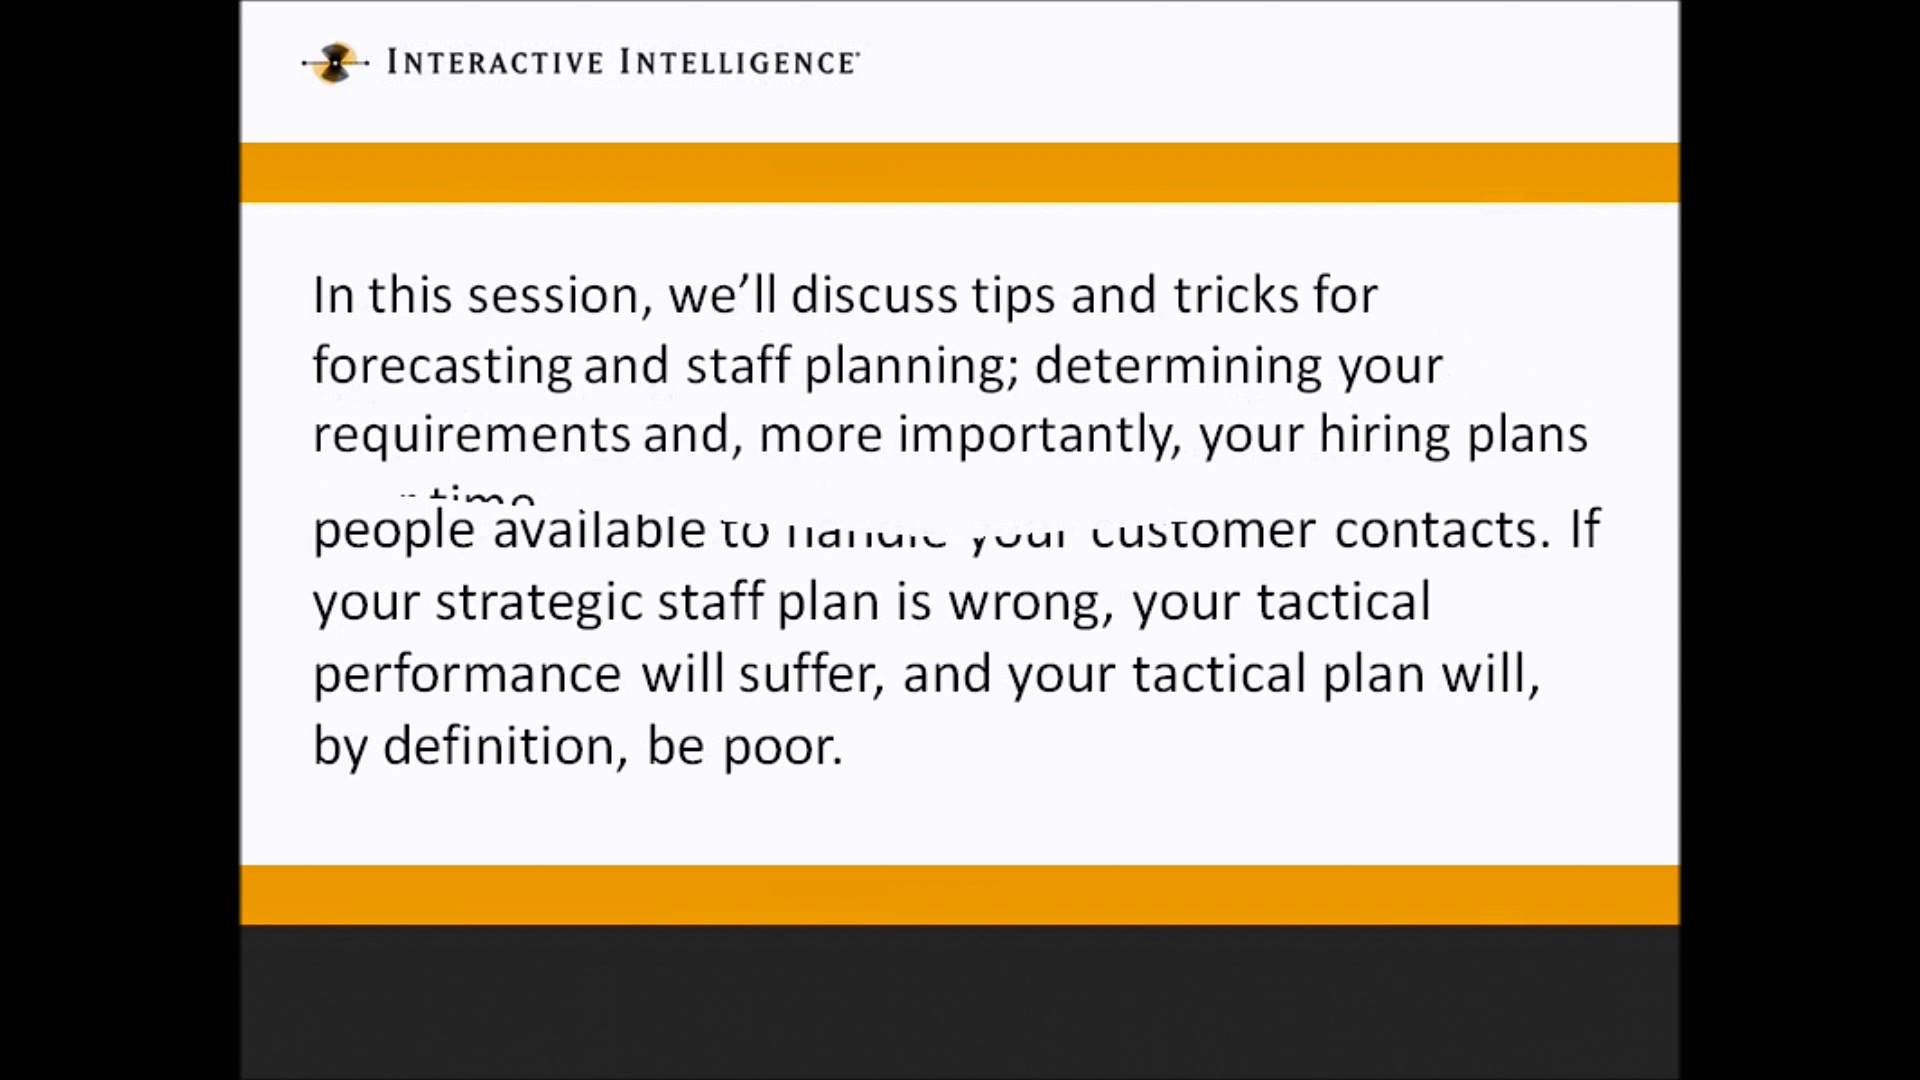 INTERACTIVE INTELLIGENCE
In this session, we’ll discuss tips and tricks for
forecasting and staff planning; determining your
requirements and, more importantly, your hiring plans
time
people available to handle your customer contacts. If
your strategic staff plan is wrong, your tactical
performance will suffer, and your tactical plan will,
by definition, be poor.